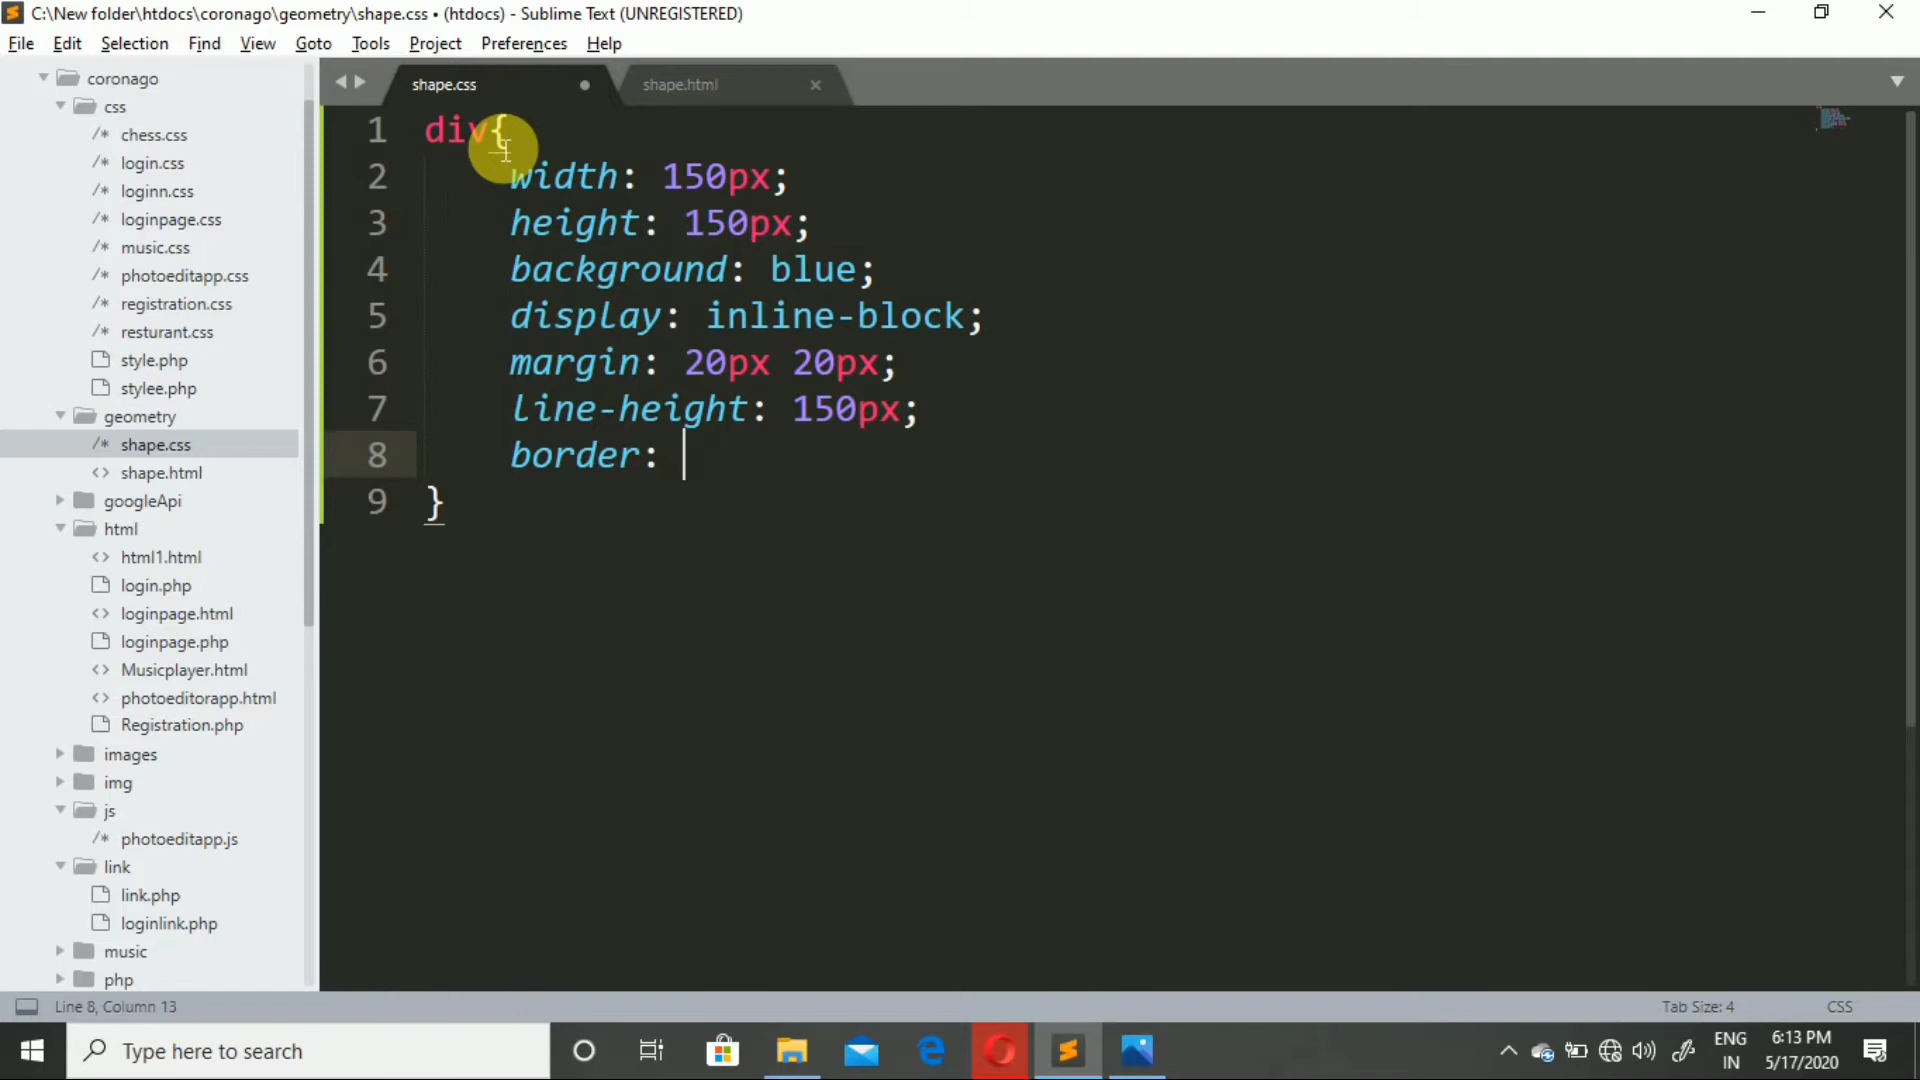 C:\New folder\htdocs\coronago\geometry\shape.css • (htdocs) - Sublime Text (UNREGISTERED)
File Edit Selection Find View Goto Tools Project Preferences Help
coronago
css
/* chess.css
/* login.css
/* loginn.css
/* loginpage.css
/* music.css
/* photoeditapp.css
/* registration.css
/* resturant.css
style.php
stylee.php
geometry
/* shape.css
<> shape.html
googleApi
html
<> html1.html
login.php
<> loginpage.html
loginpage.php
<> Musicplayer.html
<> photoeditorapp.html
Registration.php
images
img
js
/* photoeditapp.js
link
link.php
loginlink.php
music
php
shape.css shape.html
1 div{
2 width: 150px;
3 height: 150px;
4 background: blue;
5 display: inline-block;
6 margin: 20px 20px;
7 line-height: 150px;
8 border:
9 }
Line 8, Column 13 Tab Size: 4 CSS
Type here to search
ENG
IN
6:13 PM
5/17/2020